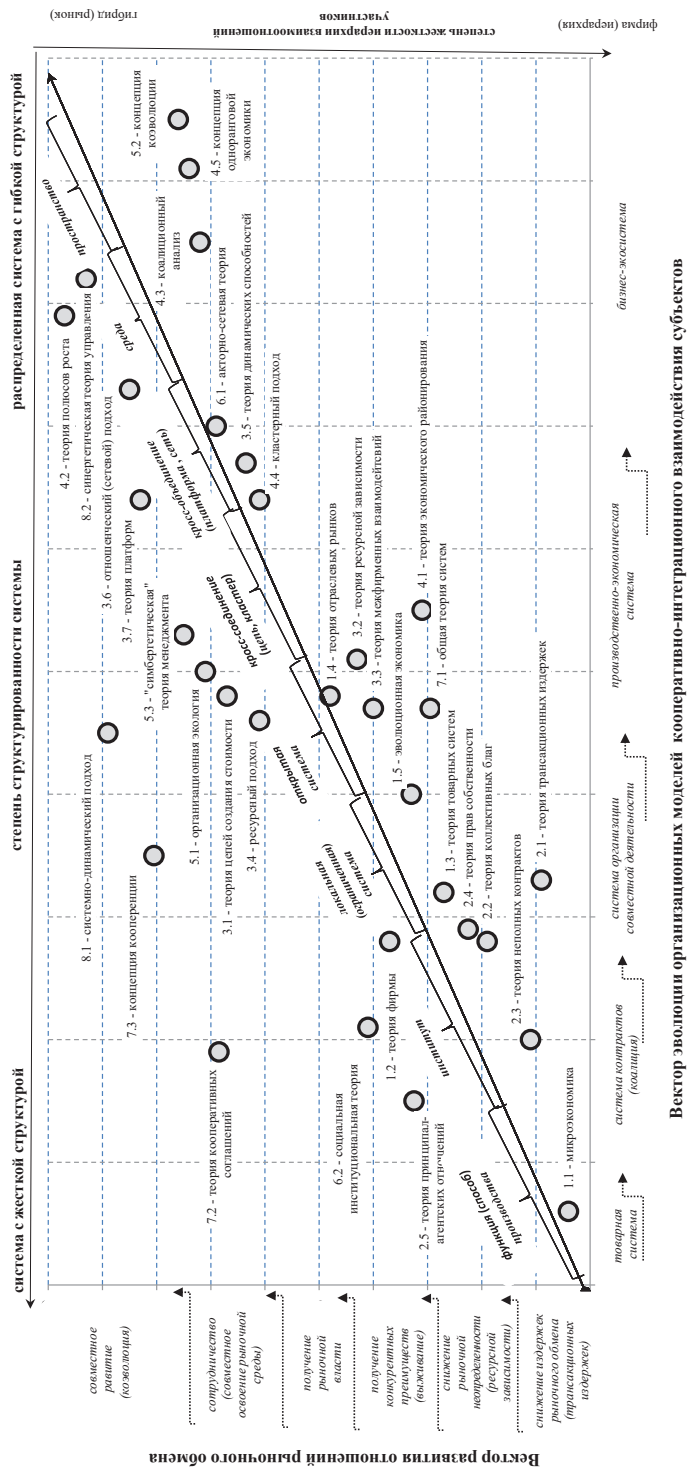 система с жесткой структурой
степень структурированности системы
распределенная система с гибкой структурой
гибрид (рынок)
степень жесткости иерархии взаимоотношений
участников
фирма (иерархия)
Вектор развития отношений рыночного обмена
совместное
равитие
(коэволюция)
сотрудничество
(совместное
освоение рыночной
среды)
получение
рыночной
власти
получение
конкурентных
преимуществ
(выживание)
снижение
рыночной
неопределенности
(ресурсной
зависимости)
снижение издержек
рыночного обмена
(трансакционных
издержек)
8.1 - системно-динамический подход
7.3 - концепция кооперенции
7.2 - теория кооперативных
соглашений
6.2 - социальная
институциональная теория
1.2 - теория фирмы
2.5 - теория принципал-
агентских отношений
1.1 - микроэкономика
2.3 - теория неполных контрактов
2.1 - теория трансакционных издержек
2.2 - теория коллективных благ
2.4 - теория прав собственности
1.3 - теория товарных систем
1.5 - эволюционная экономика
7.1 - общая теория систем
4.1 - теория экономического районирования
3.3 - теория межфирменных взаимодейтсвий
3.2 - теория ресурсной зависимости
1.4 - теория отраслевых рынков
3.4 - ресурсный подход
3.1 - теория цепей создания стоимости
5.1 - организационная экология
5.3 - "симбергетическая"
теория менеджмента
3.7 - теория платформ
3.6 - отношенческий (сетевой) подход
8.2 - синергетическая теория управления
4.2 - теория полюсов роста
4.4 - кластерный подход
3.5 - теория динамических способностей
6.1 - акторно-сетевая теория
4.3 - коалиционный
анализ
4.5 - концепция
одноранговой
экономики
5.2 - концепция
коэволюции
функция (способ)
производства
институт
локальная
(ограниченная)
система
открытая
система
кросс-соединение
(цепь, кластер)
кросс-объединение
(платформа, сеть)
среда
пространство
товарная
система
система контрактов
(коалиция)
система организации
совместной деятельности
производственно-экономическая
система
бизнес-экосистема
Вектор эволюции организационных моделей кооперативно-интеграционного взаимодействия субъектов